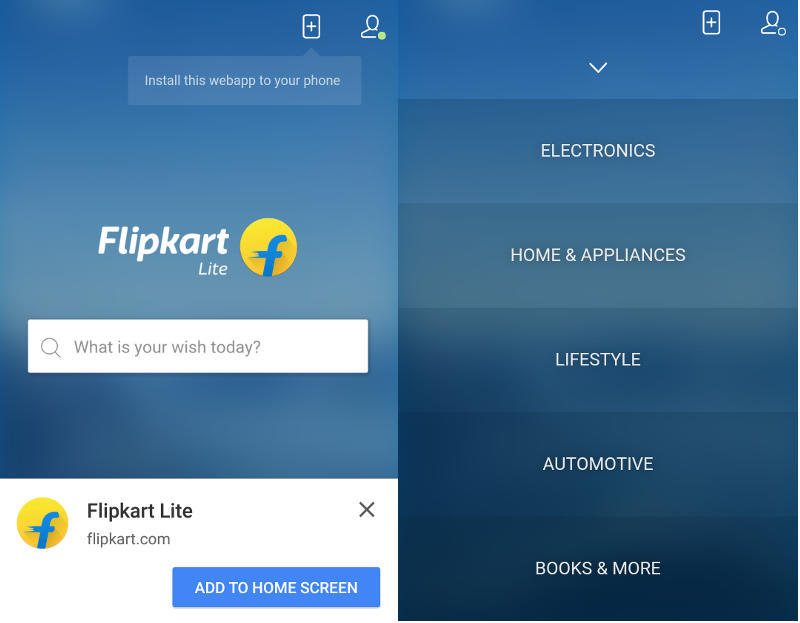 Install this webapp to your phone
Flipkart
Lite
What is your wish today?
Flipkart Lite
flipkart.com
ADD TO HOME SCREEN
ELECTRONICS
HOME & APPLIANCES
LIFESTYLE
AUTOMOTIVE
BOOKS & MORE